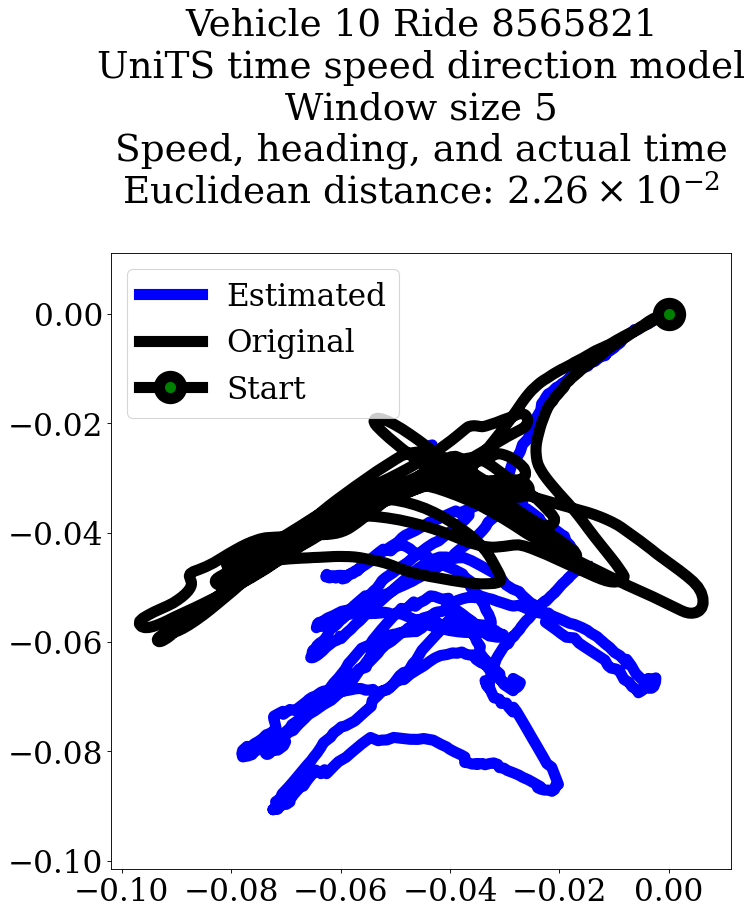 Vehicle 10 Ride 8565821
UniTS time speed direction model
Window size 5
Speed, heading, and actual time
Euclidean distance: 2.26 × 10⁻²
Estimated
Original
Start
0.00
−0.02
−0.04
−0.06
−0.08
−0.10
−0.10 −0.08 −0.06 −0.04 −0.02 0.00